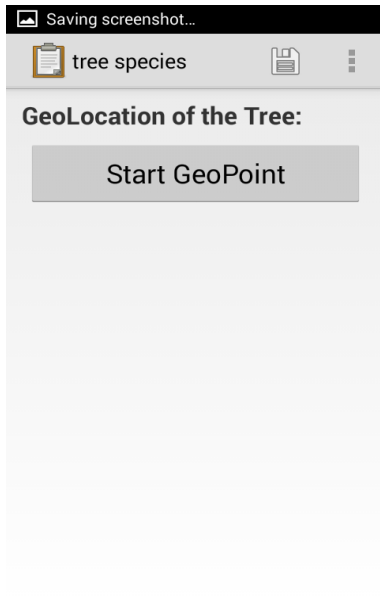 Saving screenshot...
tree species
GeoLocation of the Tree:
Start GeoPoint